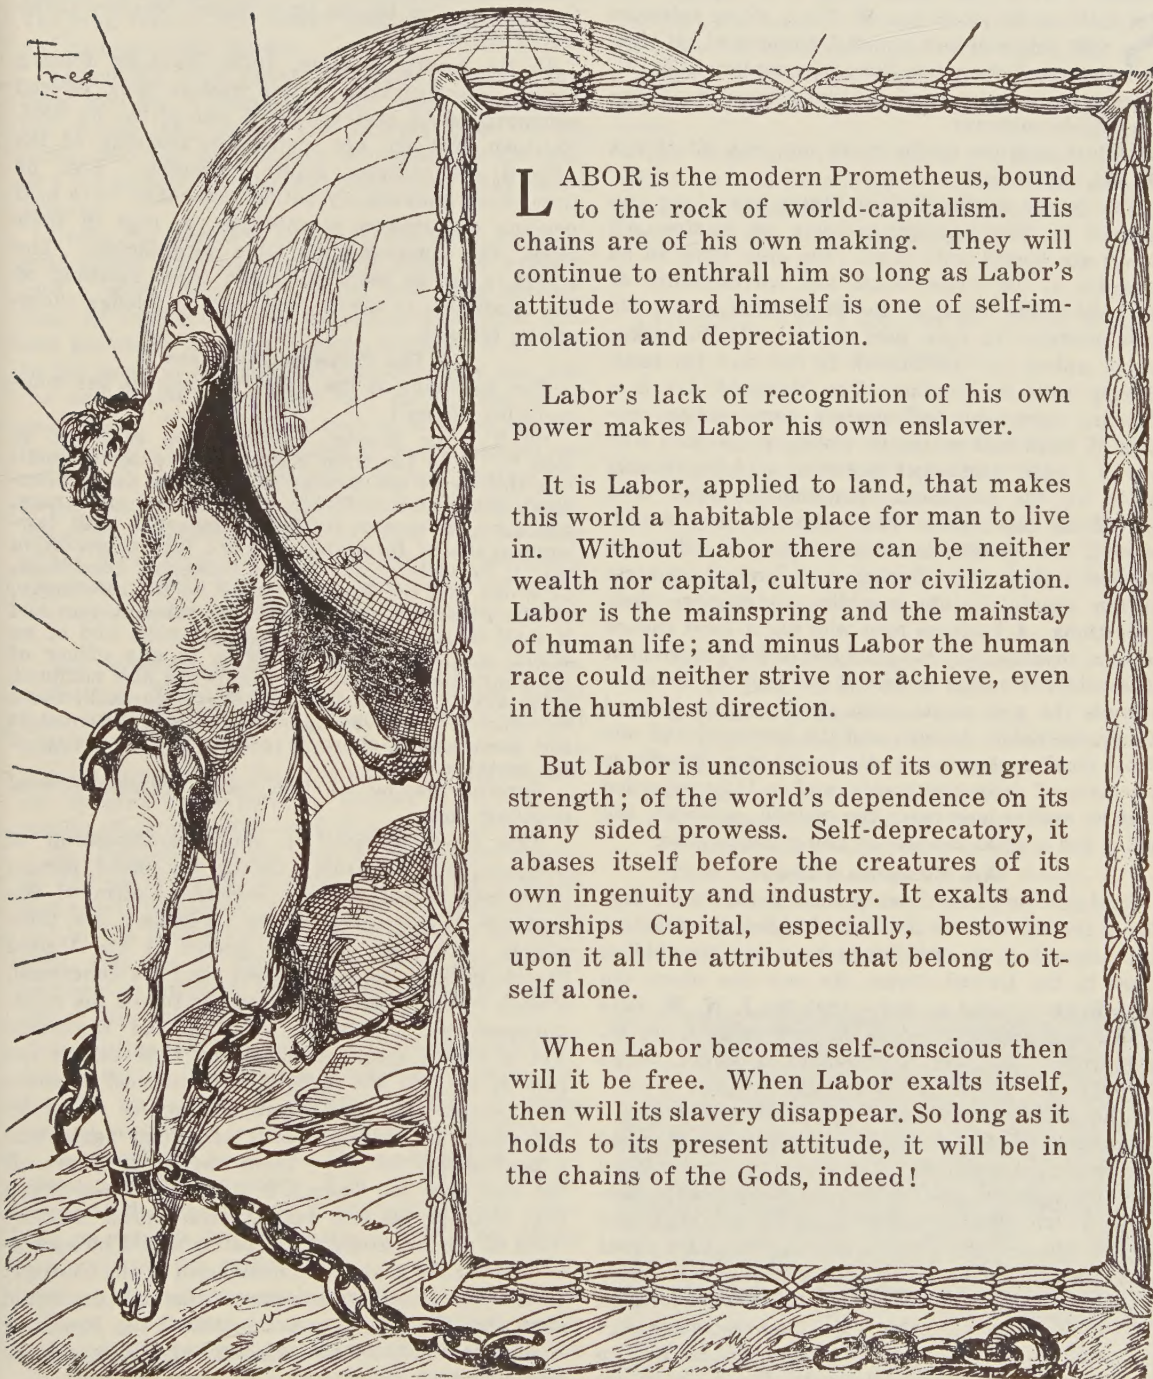 Free
LABOR is the modern Prometheus, bound
to the rock of world-capitalism. His
chains are of his own making. They will
continue to enthrall him so long as Labor's
attitude toward himself is one of self-im-
molation and depreciation.
Labor's lack of recognition of his own
power makes Labor his own enslaver.
It is Labor, applied to land, that makes
this world a habitable place for man to live
in. Without Labor there can be neither
wealth nor capital, culture nor civilization.
Labor is the mainspring and the mainstay
of human life; and minus Labor the human
race could neither strive nor achieve, even
in the humblest direction.
But Labor is unconscious of its own great
strength; of the world's dependence on its
many sided prowess. Self-deprecatory, it
abases itself before the creatures of its
own ingenuity and industry. It exalts and
worships Capital, especially, bestowing
upon it all the attributes that belong to it-
self alone.
When Labor becomes self-conscious then
will it be free. When Labor exalts itself,
then will its slavery disappear. So long as it
holds to its present attitude, it will be in
the chains of the Gods, indeed!